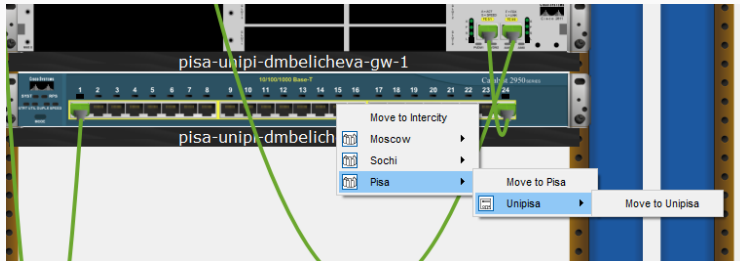 pisa-unipi-dmbelicheva-gw-1
10/100/1000 Base-T
Catalyst 2950
1 2 3 4 5 6 7 8 9 10 11 12 13 14 15 16 17 18 19 20 21 22 23 24
pisa-unipi-dmbelich
Move to Intercity
Moscow
Sochi
Pisa
Move to Pisa
Unipisa
Move to Unipisa